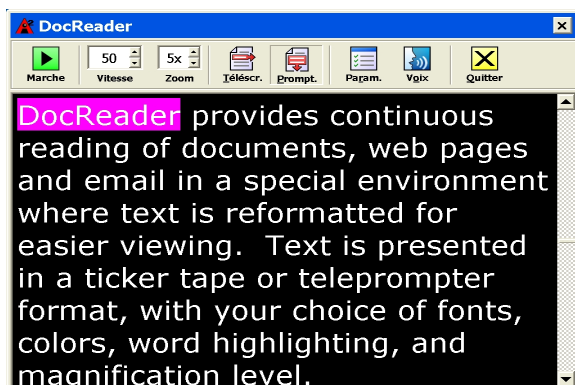 DocReader
50 5x
Marche Vitesse Zoom Téléscr. Prompt. Param. Voix Quitter
DocReader provides continuous
reading of documents, web pages
and email in a special environment
where text is reformatted for
easier viewing.  Text is presented
in a ticker tape or teleprompter
format, with your choice of fonts,
colors, word highlighting, and
magnification level.